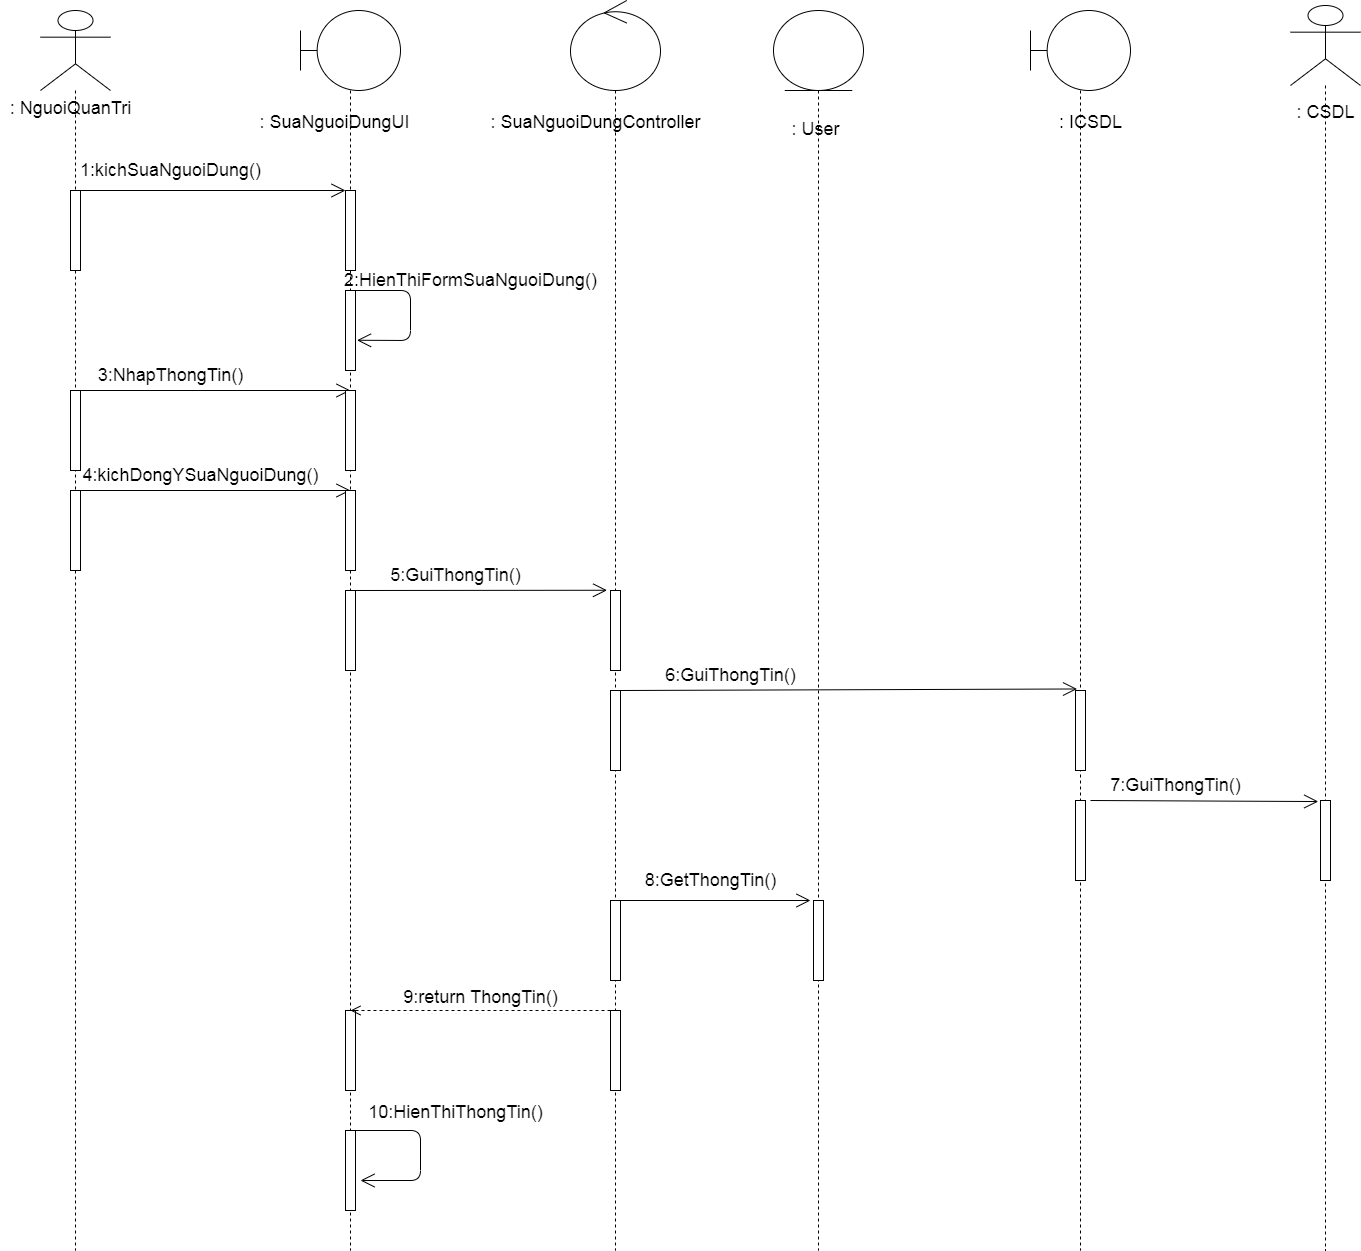 : NguoiQuanTri
: SuaNguoiDungUI
: SuaNguoiDungController
: User
: ICSDL
: CSDL
1:kichSuaNguoiDung()
2:HienThiFormSuaNguoiDung()
3:NhapThongTin()
4:kichDongYSuaNguoiDung()
5:GuiThongTin()
6:GuiThongTin()
7:GuiThongTin()
8:GetThongTin()
9:return ThongTin()
10:HienThiThongTin()